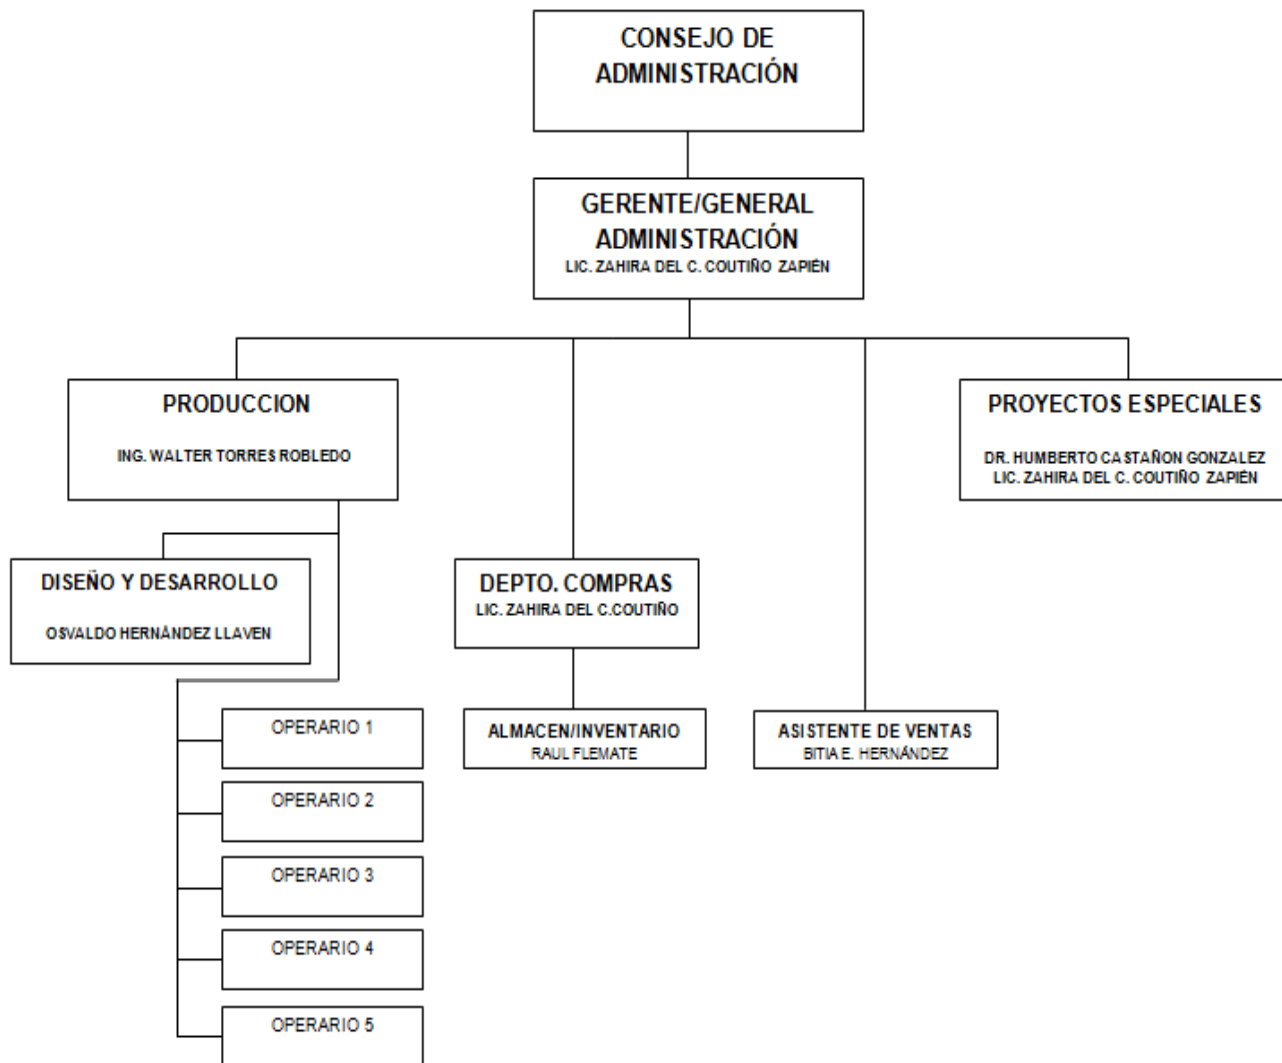 CONSEJO DE
ADMINISTRACIÓN
GERENTE/GENERAL
ADMINISTRACIÓN
LIC. ZAHIRA DEL C. COUTIÑO ZAPIÉN
PRODUCCION
ING. WALTER TORRES ROBLEDO
PROYECTOS ESPECIALES
DR. HUMBERTO CASTAÑON GONZALEZ
LIC. ZAHIRA DEL C. COUTIÑO ZAPIÉN
DISEÑO Y DESARROLLO
OSVALDO HERNÁNDEZ LLAVEN
DEPTO. COMPRAS
LIC. ZAHIRA DEL C.COUTIÑO
OPERARIO 1
OPERARIO 2
OPERARIO 3
OPERARIO 4
OPERARIO 5
ALMACEN/INVENTARIO
RAUL FLEMATE
ASISTENTE DE VENTAS
BITIA E. HERNÁNDEZ